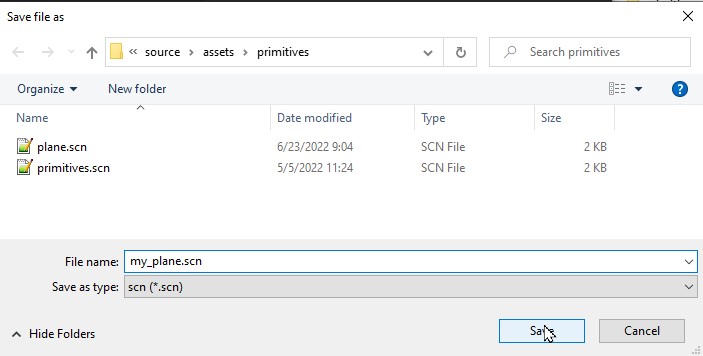 Save file as
« source › assets › primitives
Search primitives
Organize New folder
Name Date modified Type Size
plane.scn 6/23/2022 9:04 SCN File 2 KB
primitives.scn 5/5/2022 11:24 SCN File 2 KB
File name: my_plane.scn
Save as type: scn (*.scn)
Hide Folders Save Cancel